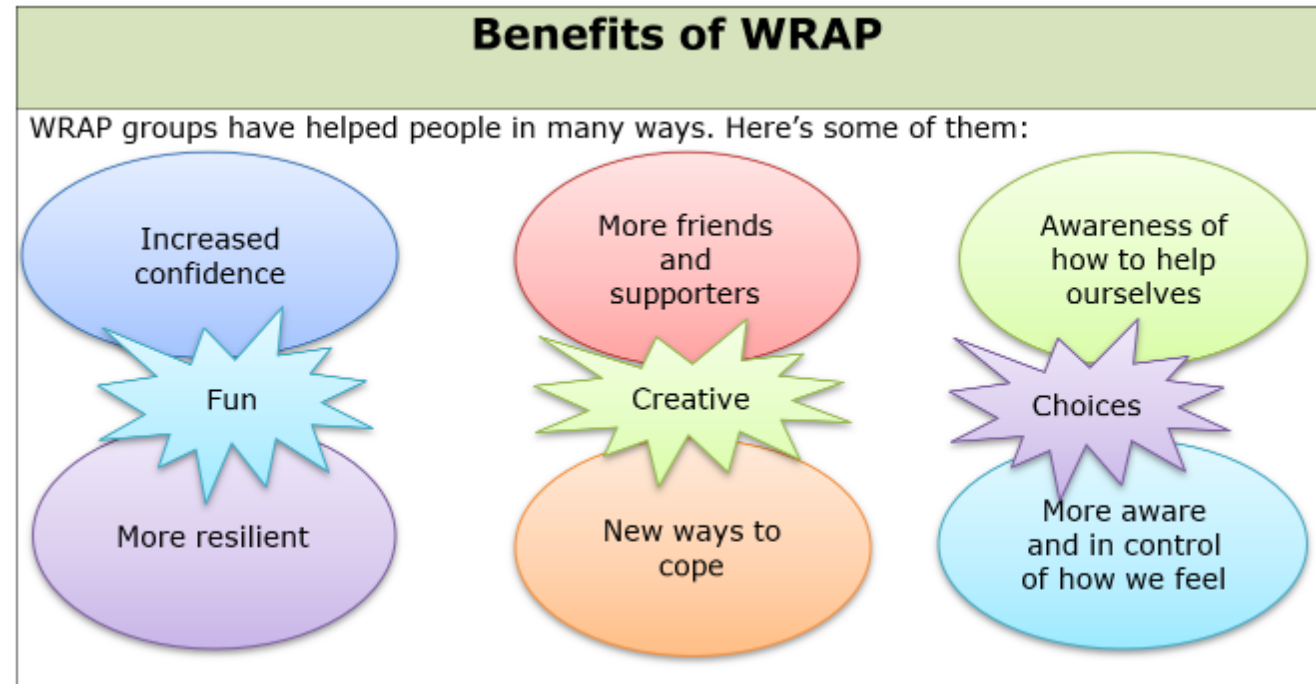 Benefits of WRAP
WRAP groups have helped people in many ways. Here's some of them:
Increased
confidence
More friends
and
supporters
Awareness of
how to help
ourselves
Fun
Creative
Choices
More resilient
New ways to
cope
More aware
and in control
of how we feel